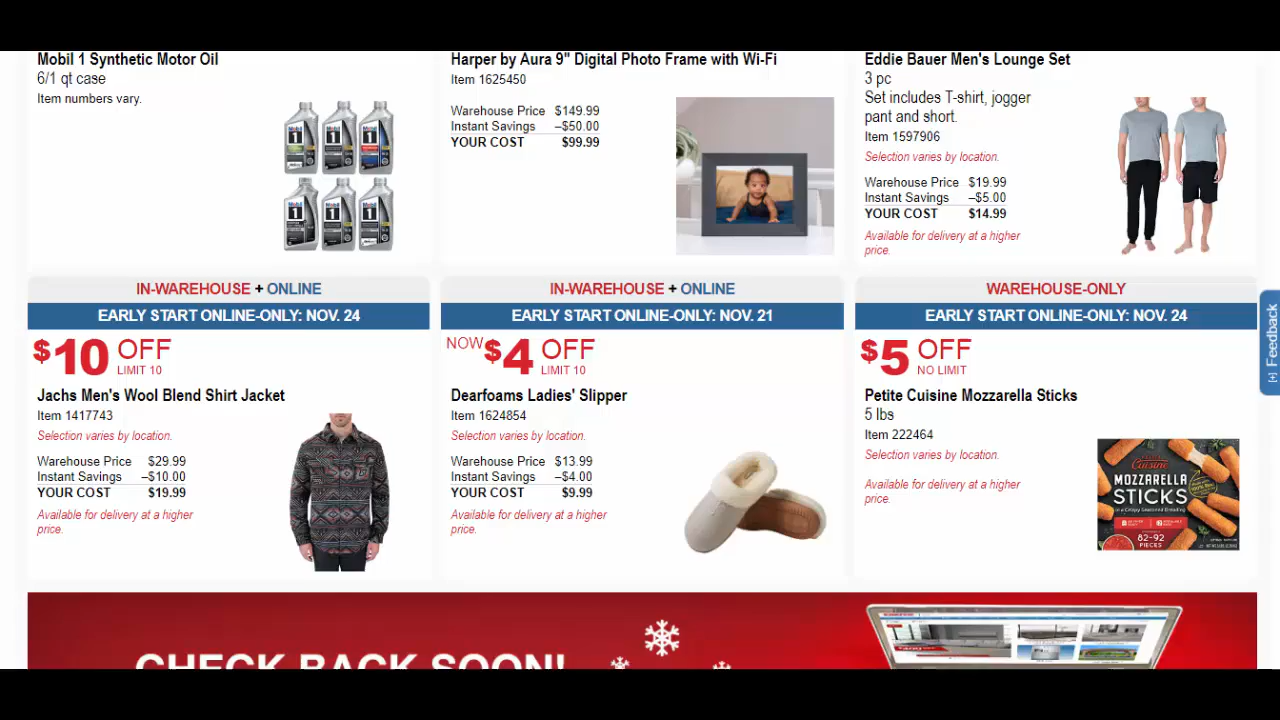 Mobil 1 Synthetic Motor Oil
6/1 qt case
Item numbers vary.
Harper by Aura 9" Digital Photo Frame with Wi-Fi
Item 1625450
Warehouse Price $149.99
Instant Savings –$50.00
YOUR COST $99.99
Eddie Bauer Men's Lounge Set
3 pc
Set includes T-shirt, jogger
pant and short.
Item 1597906
Selection varies by location.
Warehouse Price $19.99
Instant Savings –$5.00
YOUR COST $14.99
Available for delivery at a higher
price.
IN-WAREHOUSE + ONLINE
EARLY START ONLINE-ONLY: NOV. 24
$10 OFF
LIMIT 10
Jachs Men's Wool Blend Shirt Jacket
Item 1417743
Selection varies by location.
Warehouse Price $29.99
Instant Savings –$10.00
YOUR COST $19.99
Available for delivery at a higher
price.
IN-WAREHOUSE + ONLINE
EARLY START ONLINE-ONLY: NOV. 21
NOW $4 OFF
LIMIT 10
Dearfoams Ladies' Slipper
Item 1624854
Selection varies by location.
Warehouse Price $13.99
Instant Savings –$4.00
YOUR COST $9.99
Available for delivery at a higher
price.
WAREHOUSE-ONLY
EARLY START ONLINE-ONLY: NOV. 24
$5 OFF
NO LIMIT
Petite Cuisine Mozzarella Sticks
5 lbs
Item 222464
Selection varies by location.
Available for delivery at a higher
price.
Cuisine
MOZZARELLA
STICKS
82-92
PIECES
[+] Feedback
CHECK BACK SOON!